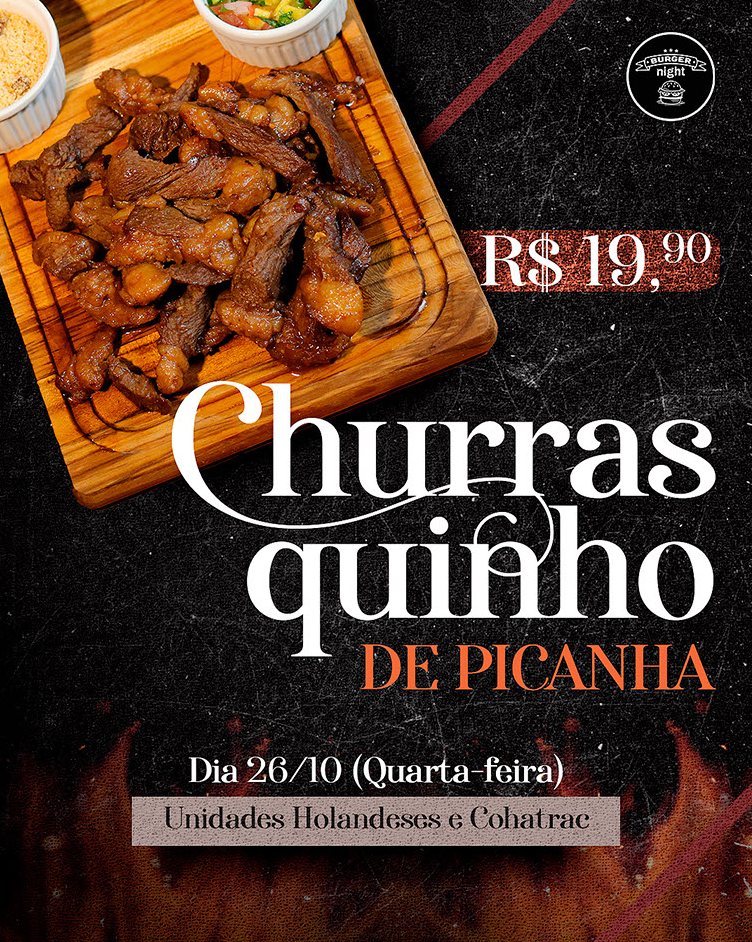 BURGER
night
R$ 19,90
Churras
quinho
DE PICANHA
Dia 26/10 (Quarta-feira)
Unidades Holandeses e Cohatrac